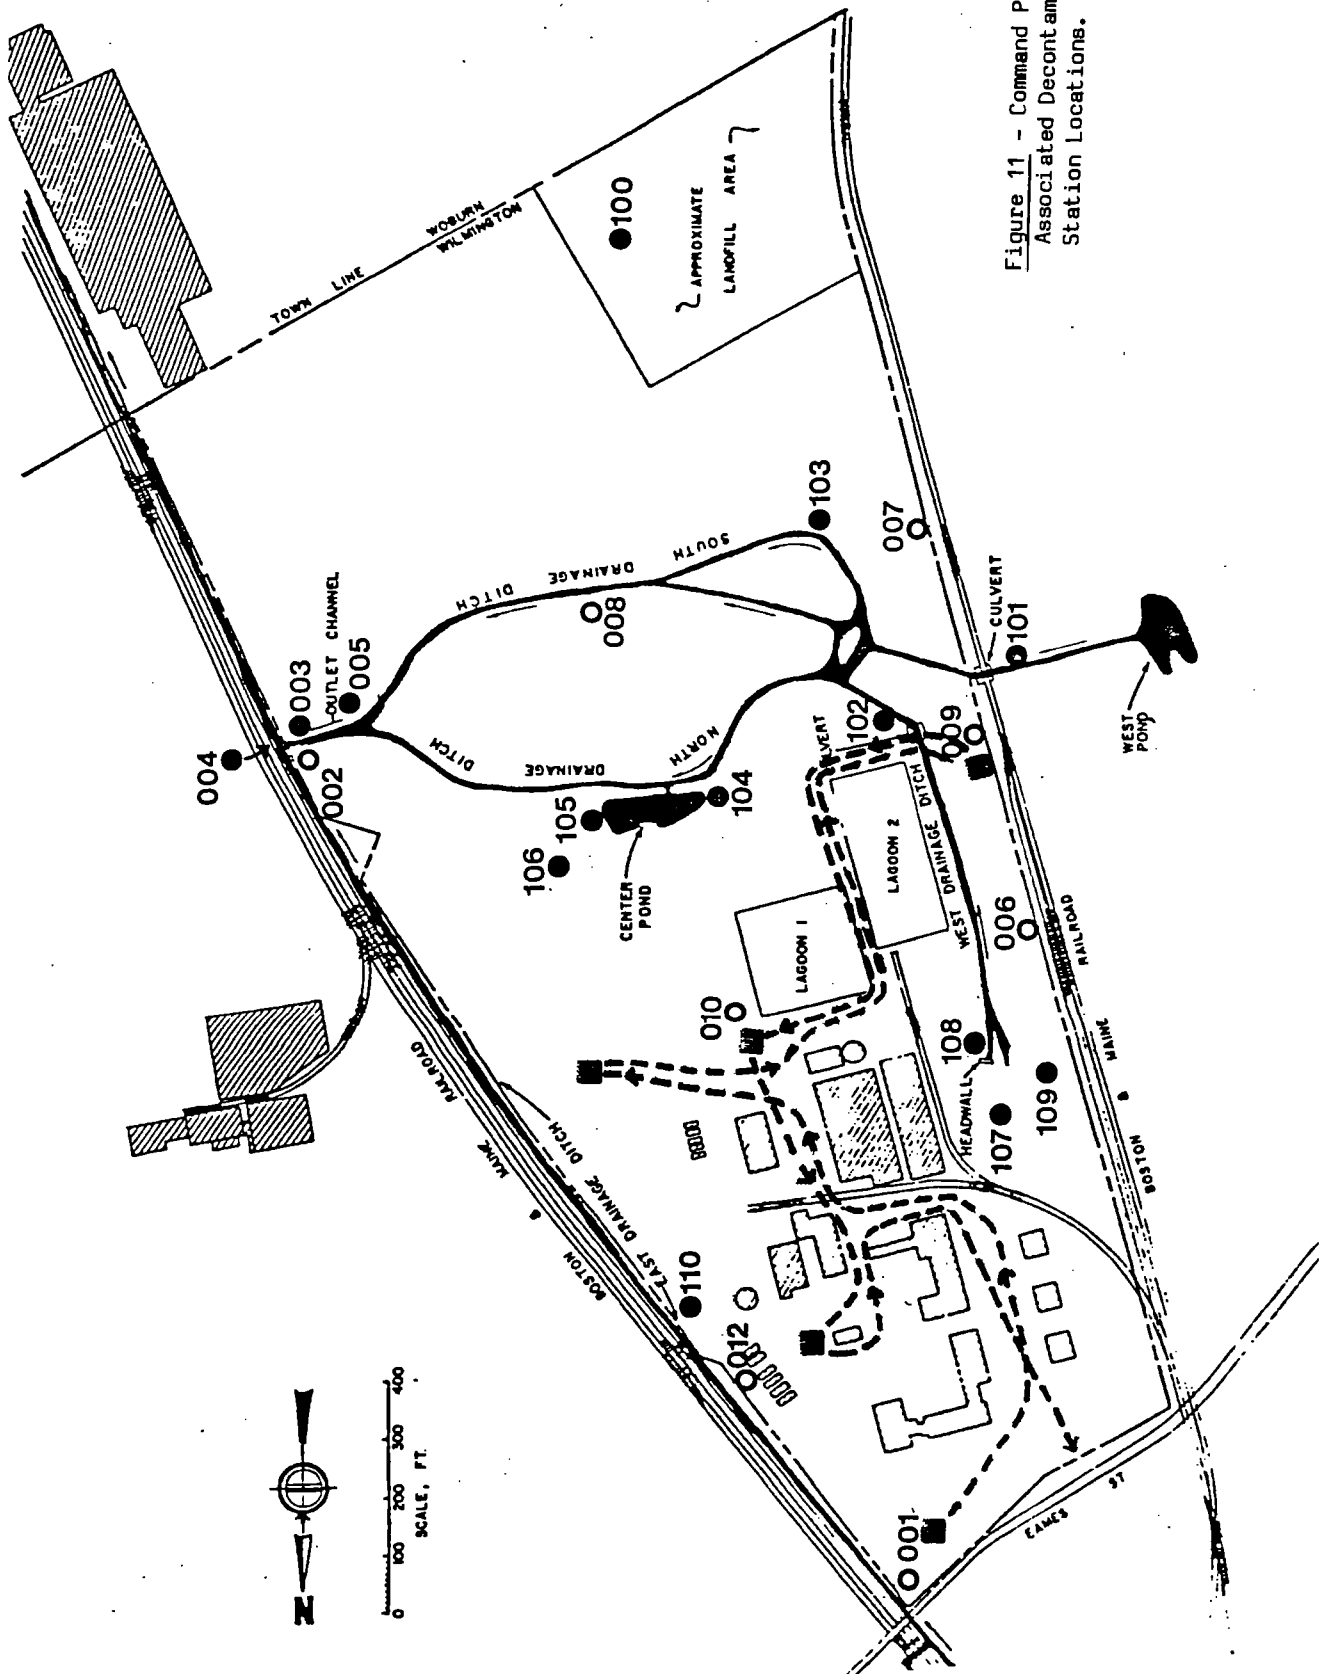 Figure 11 - Command P
Associated Decontam
Station Locations.
TOWN LINE
WOBURN
WILMINGTON
100
APPROXIMATE
LANDFILL AREA
103
007
SOUTH
DRAINAGE
DITCH
008
CULVERT
101
WEST
POND
OUTLET CHANNEL
003
005
004
002
DITCH
DRAINAGE
NORTH
102
009
104
105
106
CENTER
POND
LAGOON 2
WEST DRAINAGE DITCH
LAGOON 1
006
RAILROAD
MAINE
&
BOSTON
010
108
HEADWALL
107
109
RAILROAD
MAINE
&
BOSTON
EAST DRAINAGE DITCH
110
012
001
EAMES
ST
N
0 100 200 300 400
SCALE, FT.